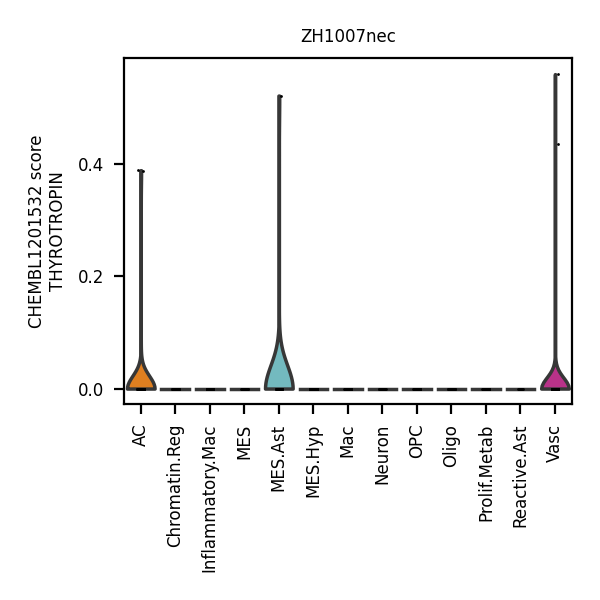 ZH1007nec
CHEMBL1201532 score
THYROTROPIN
0.4
0.2
0.0
AC
Chromatin.Reg
Inflammatory.Mac
MES
MES.Ast
MES.Hyp
Mac
Neuron
OPC
Oligo
Prolif.Metab
Reactive.Ast
Vasc